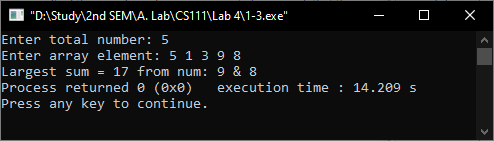 "D:\Study\2nd SEM\A. Lab\CS111\Lab 4\1-3.exe"
Enter total number: 5
Enter array element: 5 1 3 9 8
Largest sum = 17 from num: 9 & 8
Process returned 0 (0x0)   execution time : 14.209 s
Press any key to continue.